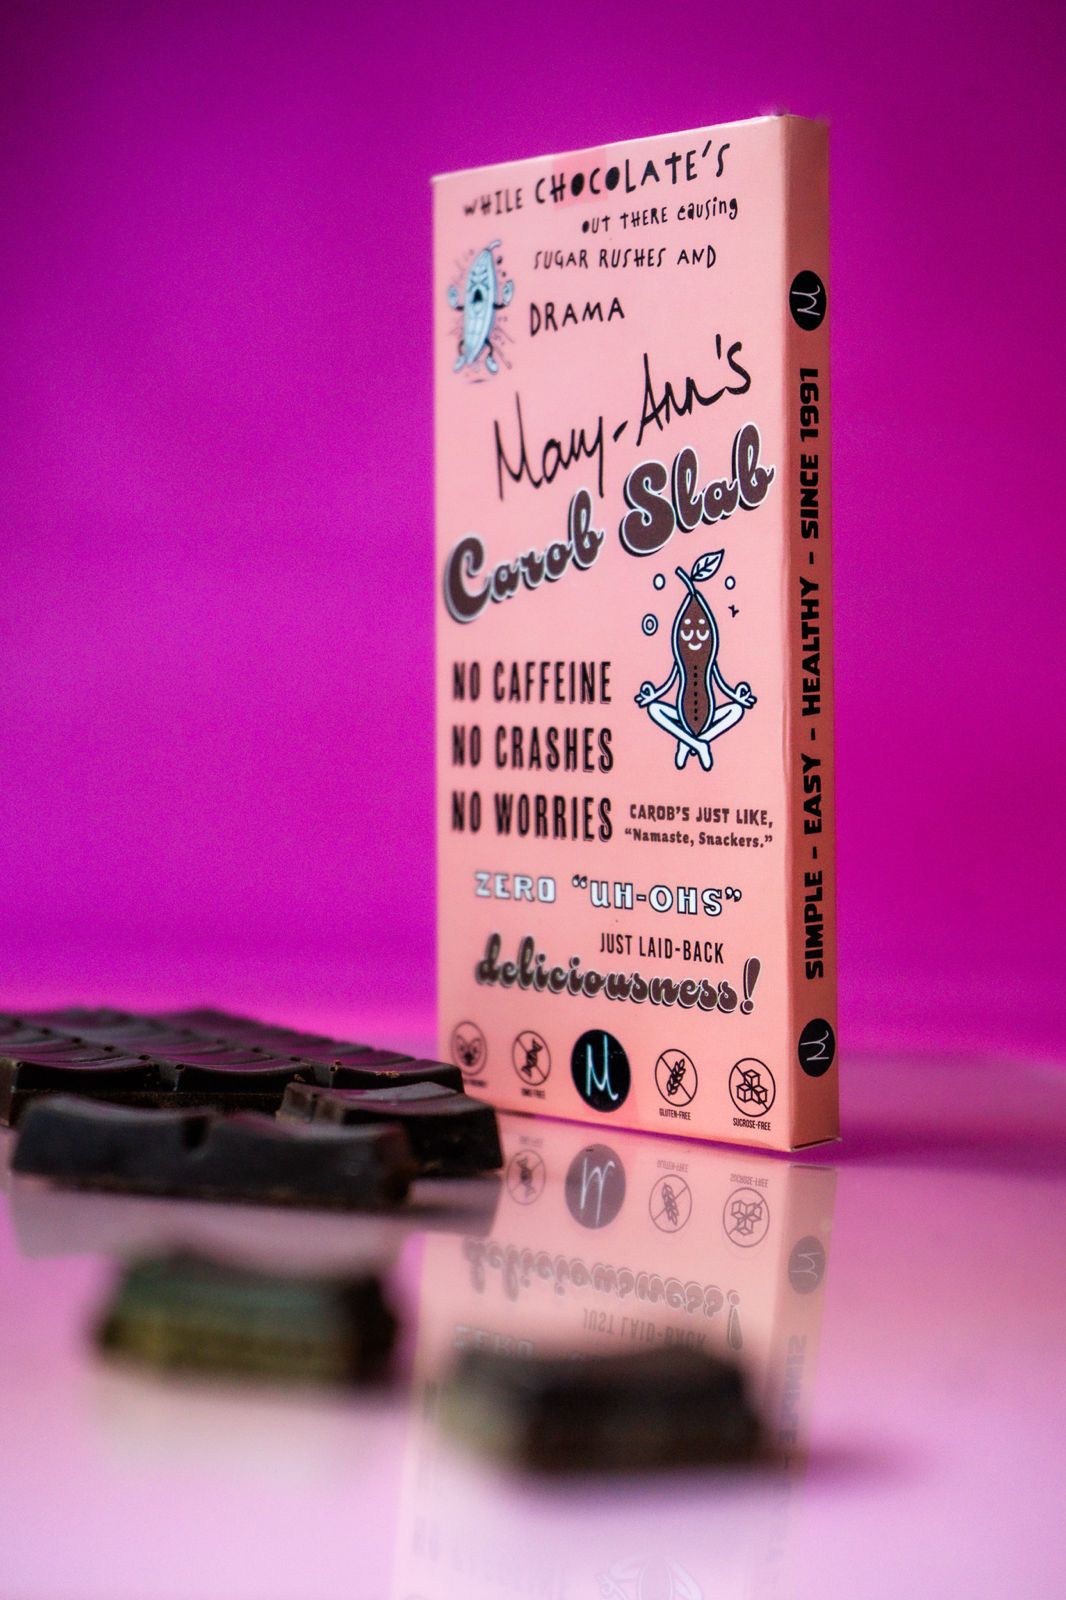 WHILE CHOCOLATE'S
OUT THERE causing
SUGAR RUSHES AND
DRAMA
Mary-Ann's
Carob Slab
NO CAFFEINE
NO CRASHES
NO WORRIES
CAROB'S JUST LIKE,
"Namaste, Snackers."
ZERO "UH-OHS"
JUST LAID-BACK
deliciousness!
GMO FREE
M
GLUTEN-FREE
SUCROSE-FREE
M
SIMPLE - EASY - HEALTHY - SINCE 1991
M